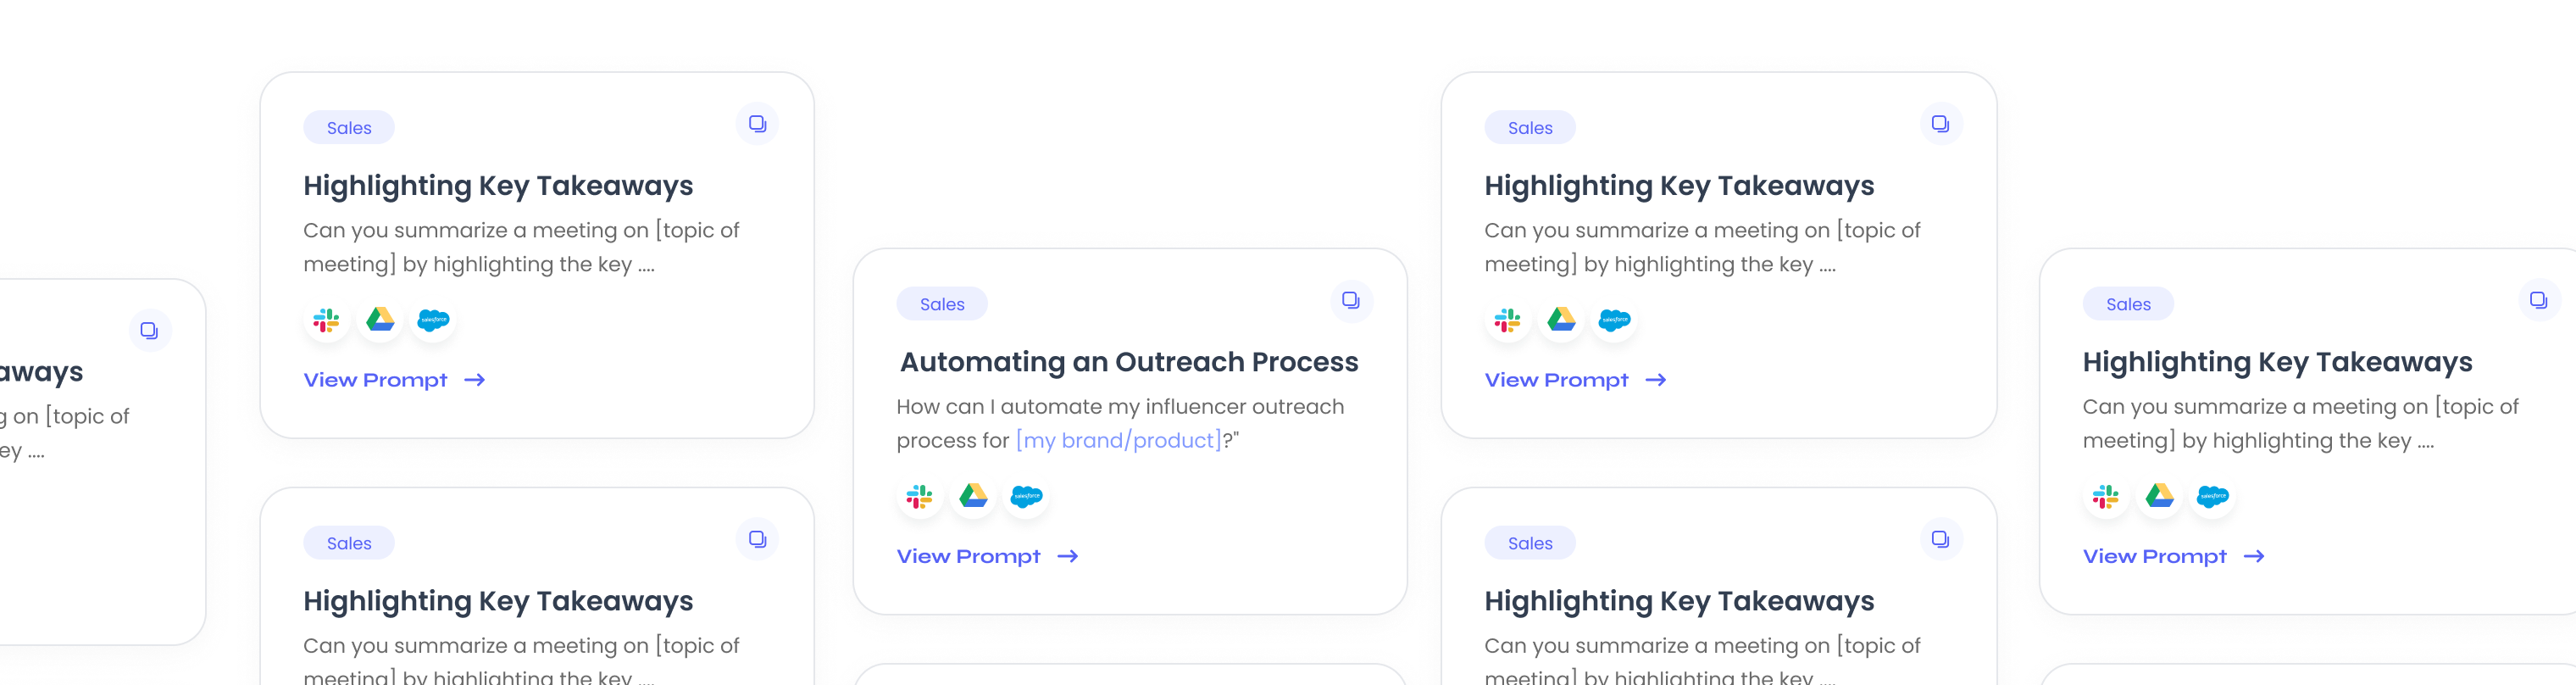 aways
g on [topic of
ey ....
Sales
Highlighting Key Takeaways
Can you summarize a meeting on [topic of
meeting] by highlighting the key ....
salesforce
View Prompt
Sales
Highlighting Key Takeaways
Can you summarize a meeting on [topic of
meeting] by highlighting the key ....
Sales
Automating an Outreach Process
How can I automate my influencer outreach
process for [my brand/product]?"
salesforce
View Prompt
Sales
Highlighting Key Takeaways
Can you summarize a meeting on [topic of
meeting] by highlighting the key ....
salesforce
View Prompt
Sales
Highlighting Key Takeaways
Can you summarize a meeting on [topic of
meeting] by highlighting the key ....
Sales
Highlighting Key Takeaways
Can you summarize a meeting on [topic of
meeting] by highlighting the key ....
salesforce
View Prompt